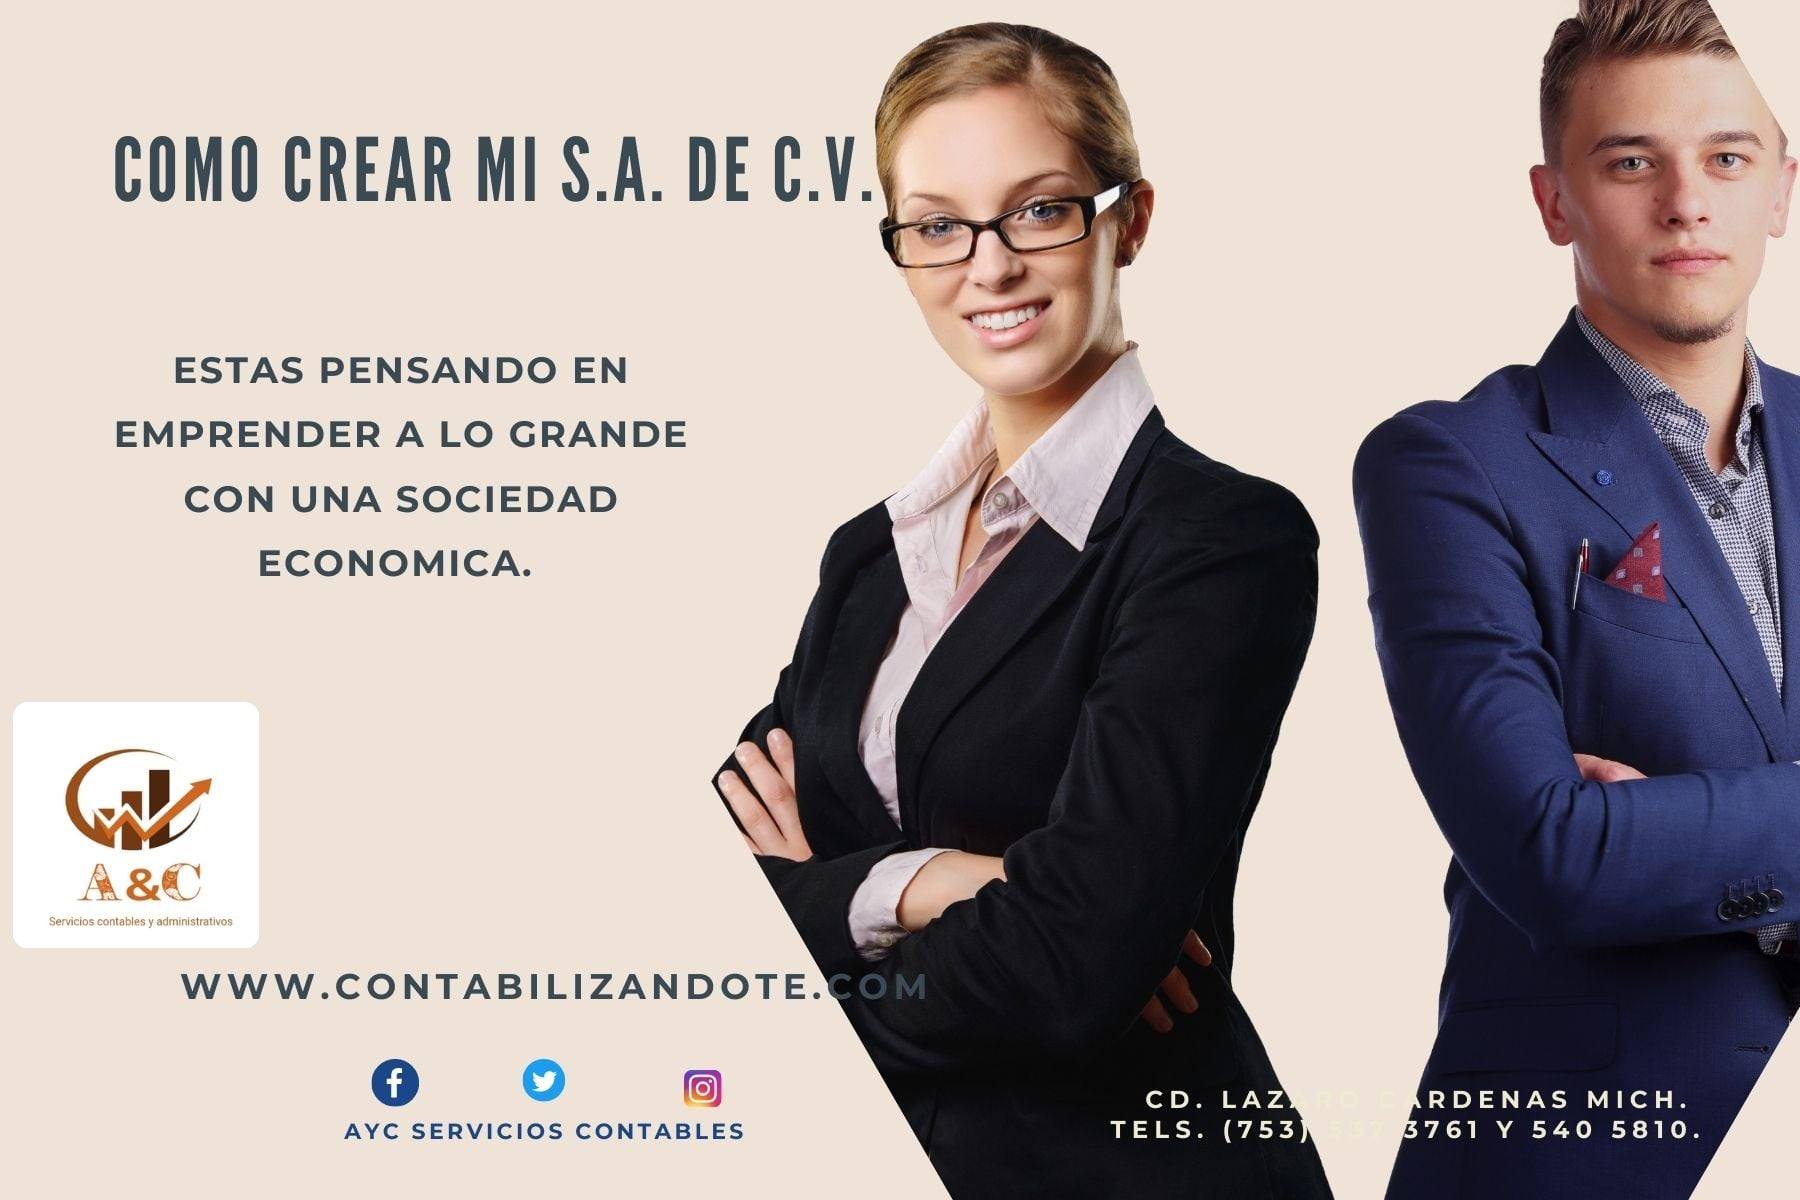 COMO CREAR MI S.A. DE C.V.
ESTAS PENSANDO EN
EMPRENDER A LO GRANDE
CON UNA SOCIEDAD
ECONOMICA.
A&C
Servicios contables y administrativos
WWW.CONTABILIZANDOTE.COM
AYC SERVICIOS CONTABLES
CD. LAZARO CARDENAS MICH.
TELS. (753) 537 3761 Y 540 5810.